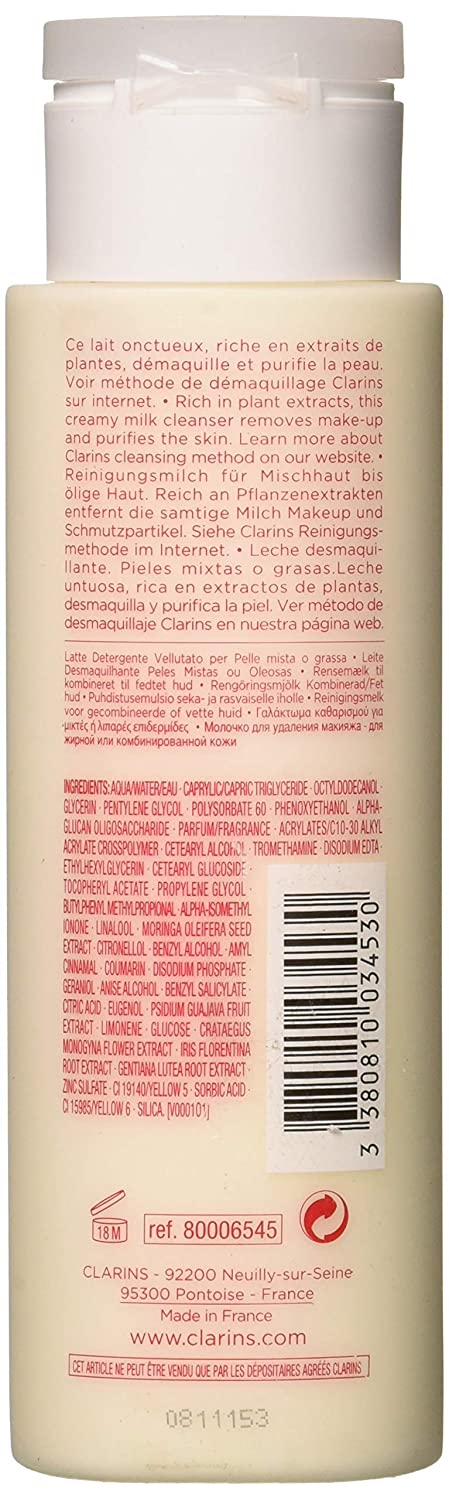 Ce lait onctueux, riche en extraits de
plantes, démaquille et purifie la peau.
Voir méthode de démaquillage Clarins
sur internet. • Rich in plant extracts, this
creamy milk cleanser removes make-up
and purifies the skin. Learn more about
Clarins cleansing method on our website. •
Reinigungsmilch für Mischhaut bis
ölige Haut. Reich an Pflanzenextrakten
entfernt die samtige Milch Makeup und
Schmutzpartikel. Siehe Clarins Reinigungs-
methode im Internet. • Leche desmaqui-
llante. Pieles mixtas o grasas.Leche
untuosa, rica en extractos de plantas,
desmaquilla y purifica la piel. Ver método de
desmaquillaje Clarins en nuestra página web.
Latte Detergente Vellutato per Pelle mista o grassa • Leite
Desmaquilhante Peles Mistas ou Oleosas • Rensemælk til
kombineret til fedtet hud • Rengöringsmjölk Kombinerad/Fet
hud • Puhdistusemulsio seka- ja rasvaiselle iholle • Reinigingsmelk
voor gecombineerde of vette huid • Γαλάκτωμα καθαρισμού για
μικτές ή λιπαρές επιδερμίδες • Молочко для удаления макияжа - для
жирной или комбинированной кожи
INGREDIENTS: AQUA/WATER/EAU · CAPRYLIC/CAPRIC TRIGLYCERIDE · OCTYLDODECANOL ·
GLYCERIN · PENTYLENE GLYCOL · POLYSORBATE 60 · PHENOXYETHANOL · ALPHA-
GLUCAN OLIGOSACCHARIDE · PARFUM/FRAGRANCE · ACRYLATES/C10-30 ALKYL
ACRYLATE CROSSPOLYMER · CETEARYL ALCOHOL · TROMETHAMINE · DISODIUM EDTA ·
ETHYLHEXYLGLYCERIN · CETEARYL GLUCOSIDE ·
TOCOPHERYL ACETATE · PROPYLENE GLYCOL ·
BUTYLPHENYL METHYLPROPIONAL · ALPHA-ISOMETHYL
IONONE · LINALOOL · MORINGA OLEIFERA SEED
EXTRACT · CITRONELLOL · BENZYL ALCOHOL · AMYL
CINNAMAL · COUMARIN · DISODIUM PHOSPHATE ·
GERANIOL · ANISE ALCOHOL · BENZYL SALICYLATE ·
CITRIC ACID · EUGENOL · PSIDIUM GUAJAVA FRUIT
EXTRACT · LIMONENE · GLUCOSE · CRATAEGUS
MONOGYNA FLOWER EXTRACT · IRIS FLORENTINA
ROOT EXTRACT · GENTIANA LUTEA ROOT EXTRACT ·
ZINC SULFATE · CI 19140/YELLOW 5 · SORBIC ACID ·
CI 15985/YELLOW 6 · SILICA. [V000101]
3 380810 034530
18 M
ref. 80006545
CLARINS - 92200 Neuilly-sur-Seine
95300 Pontoise - France
Made in France
www.clarins.com
CET ARTICLE NE PEUT ÊTRE VENDU QUE PAR LES DÉPOSITAIRES AGRÉÉS CLARINS
0811153